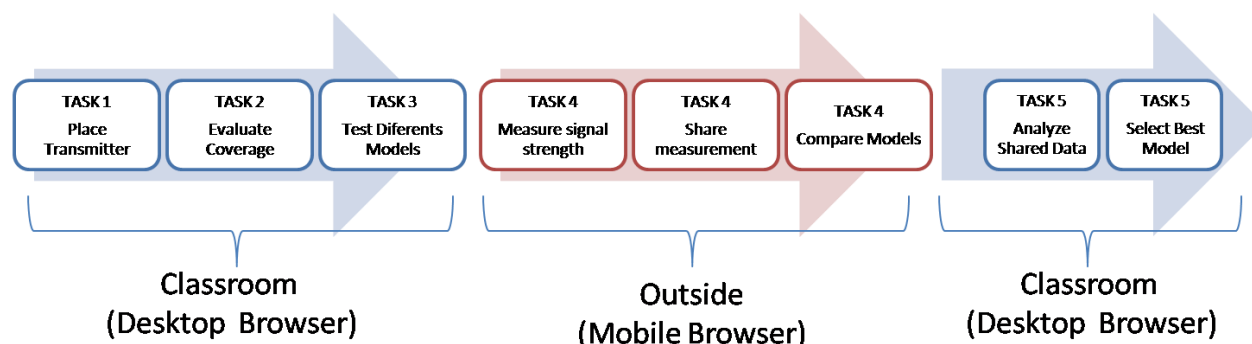 TASK 1
Place
Transmitter
TASK 2
Evaluate
Coverage
TASK 3
Test Diferents
Models
TASK 4
Measure signal
strength
TASK 4
Share
measurement
TASK 4
Compare Models
TASK 5
Analyze
Shared Data
TASK 5
Select Best
Model
Classroom
(Desktop Browser)
Outside
(Mobile Browser)
Classroom
(Desktop Browser)